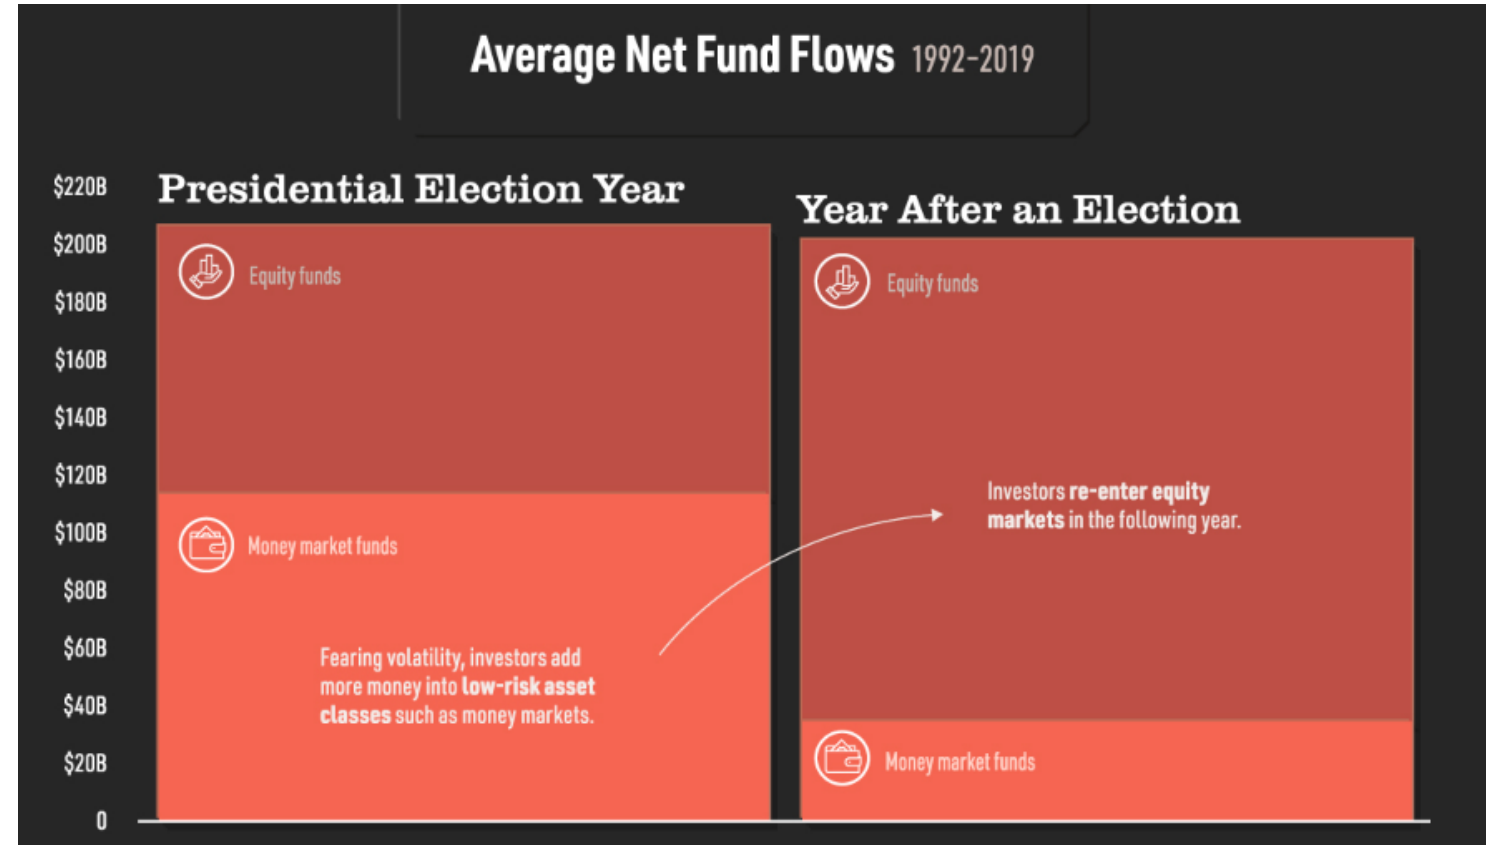 Average Net Fund Flows 1992-2019
$220B
$200B
$180B
$160B
$140B
$120B
$100B
$80B
$60B
$40B
$20B
0
Presidential Election Year
Equity funds
Money market funds
Fearing volatility, investors add
more money into low-risk asset
classes such as money markets.
Year After an Election
Equity funds
Investors re-enter equity
markets in the following year.
Money market funds